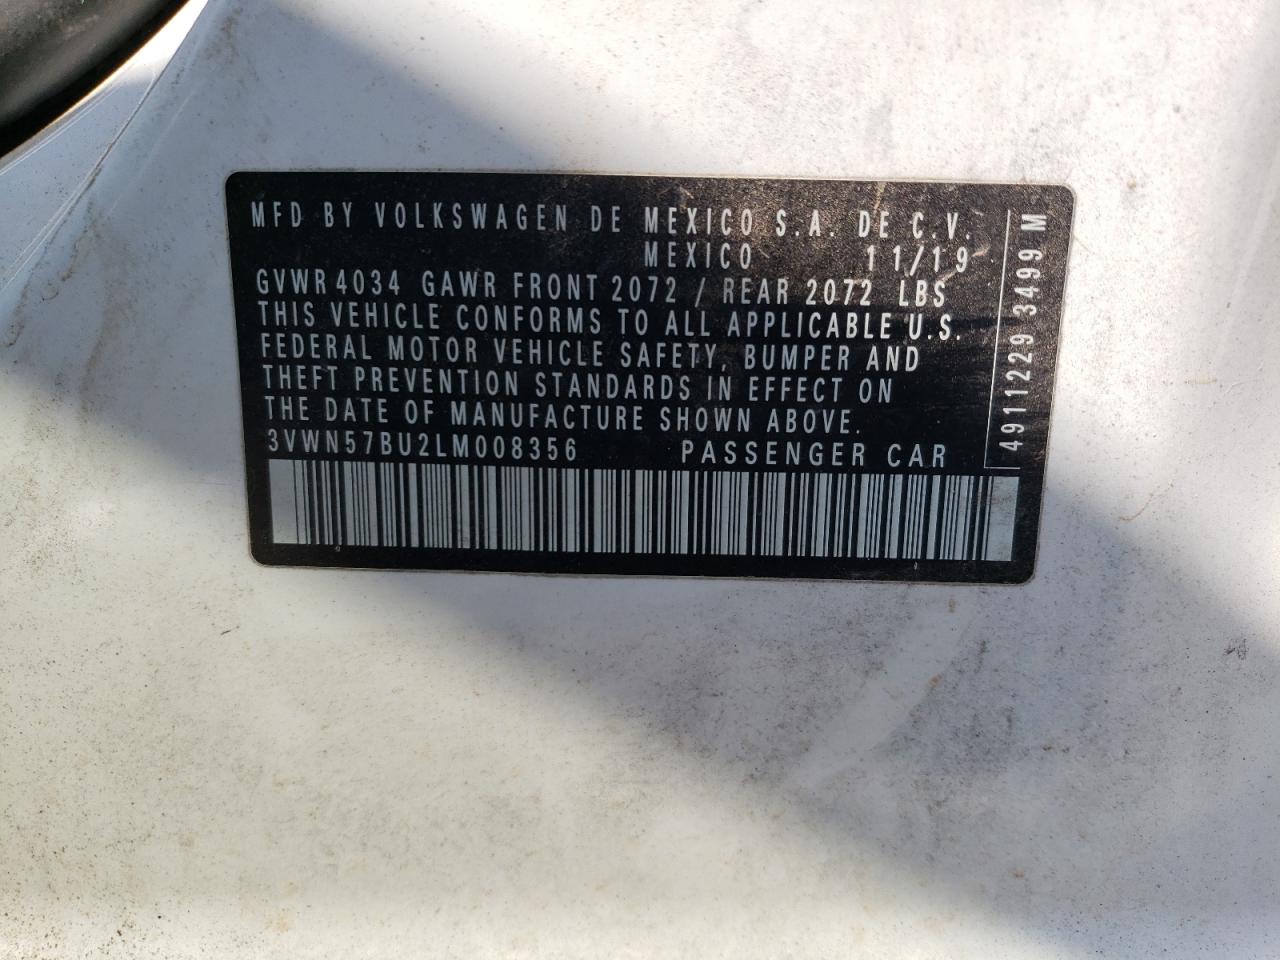 MFD BY VOLKSWAGEN DE MEXICO S.A. DE C.V.
MEXICO 11/19
GVWR 4034 GAWR FRONT 2072 / REAR 2072 LBS
THIS VEHICLE CONFORMS TO ALL APPLICABLE U.S.
FEDERAL MOTOR VEHICLE SAFETY, BUMPER AND
THEFT PREVENTION STANDARDS IN EFFECT ON
THE DATE OF MANUFACTURE SHOWN ABOVE.
3VWN57BU2LM008356 PASSENGER CAR
4911229 3499 M